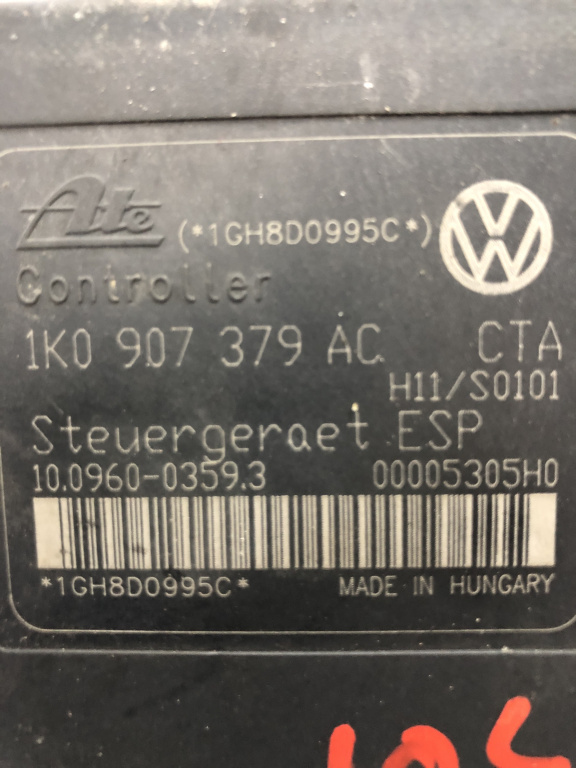 Ate (*1GH8D0995C*)
Controller
1K0 907 379 AC CTA
H11/S0101
Steuergeraet ESP
10.0960-0359.3 00005305H0
*1GH8D0995C* MADE IN HUNGARY